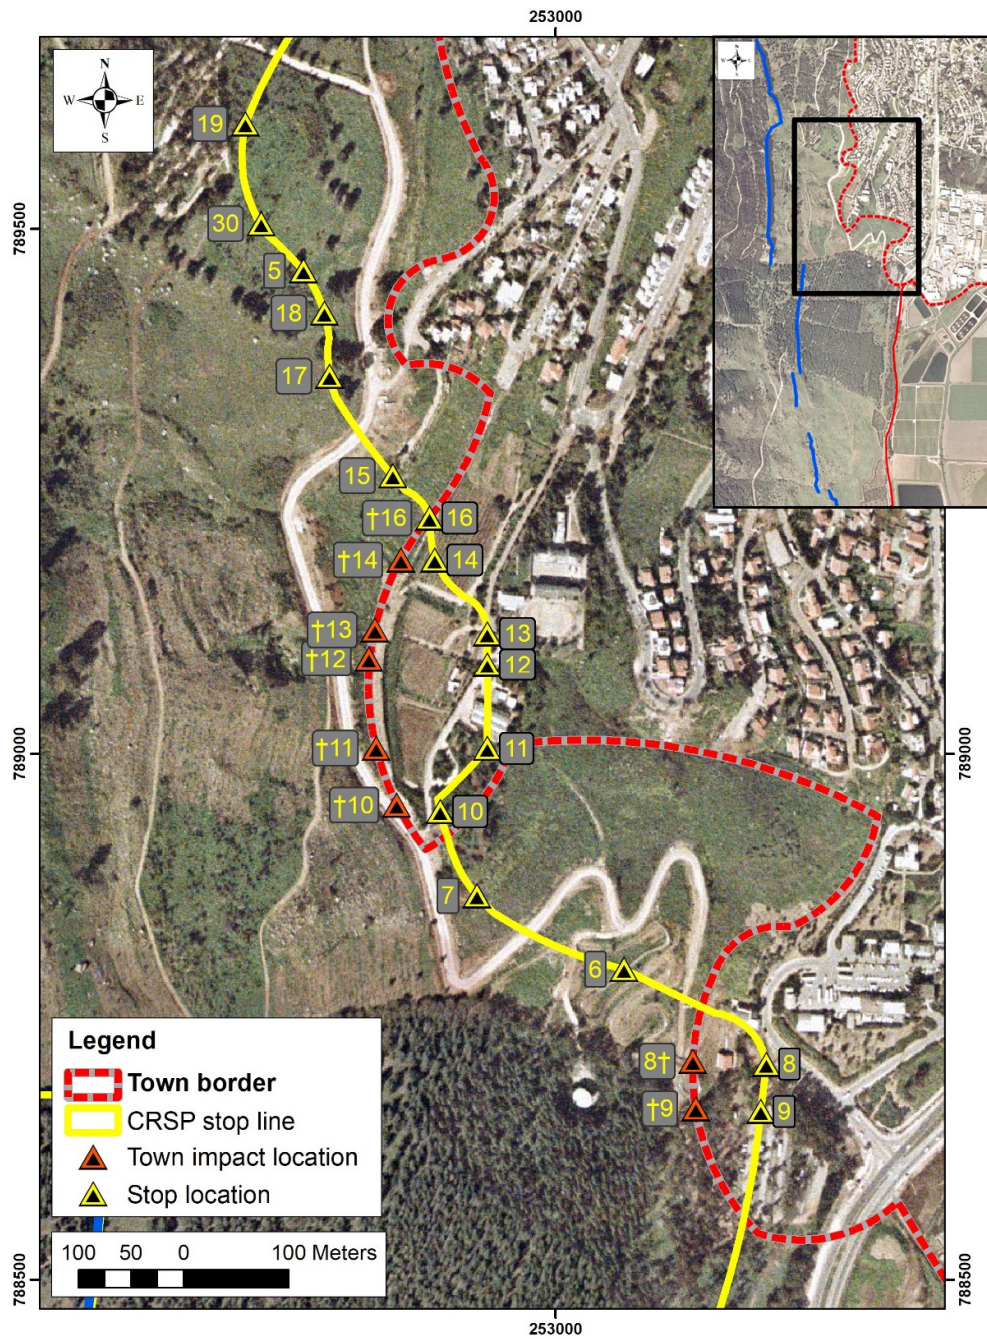 253000
N
W E
S
19
30
789500
5
18
17
15
†16 16
†14 14
†13 13
†12 12
789000 789000
†11 11
†10 10
7
6
8† 8
†9 9
Legend
Town border
CRSP stop line
Town impact location
Stop location
100 50 0 100 Meters
788500
253000